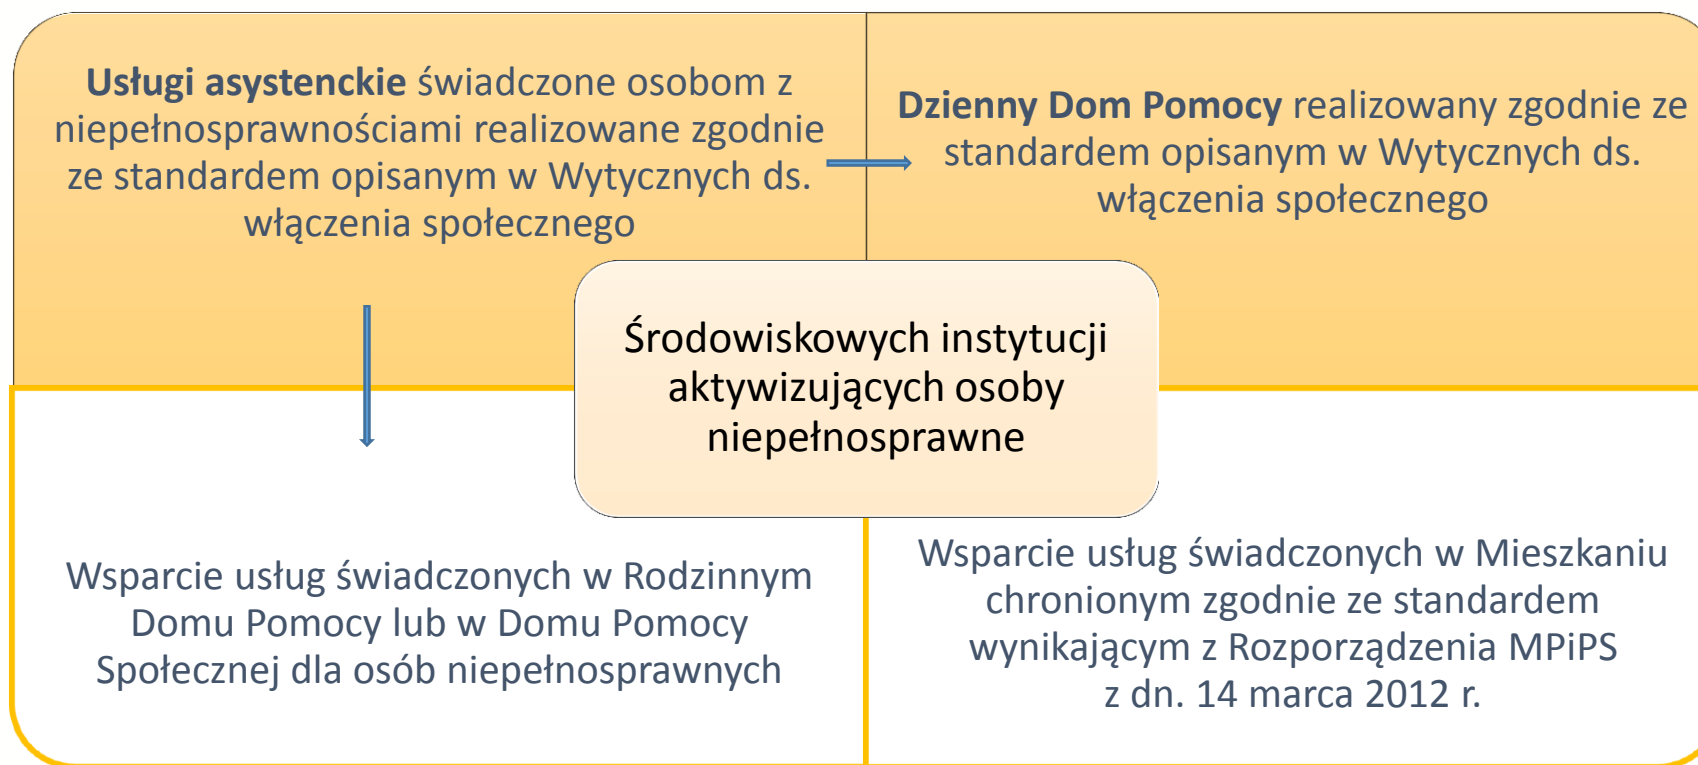 Usługi asystenckie świadczone osobom z
niepełnosprawnościami realizowane zgodnie
ze standardem opisanym w Wytycznych ds.
włączenia społecznego
Dzienny Dom Pomocy realizowany zgodnie ze
standardem opisanym w Wytycznych ds.
włączenia społecznego
Środowiskowych instytucji
aktywizujących osoby
niepełnosprawne
Wsparcie usług świadczonych w Rodzinnym
Domu Pomocy lub w Domu Pomocy
Społecznej dla osób niepełnosprawnych
Wsparcie usług świadczonych w Mieszkaniu
chronionym zgodnie ze standardem
wynikającym z Rozporządzenia MPiPS
z dn. 14 marca 2012 r.